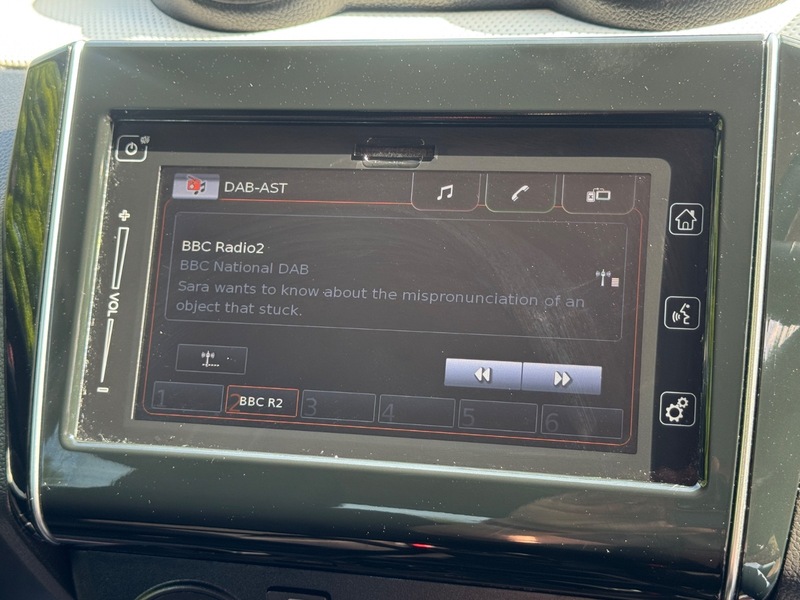 DAB-AST
BBC Radio2
BBC National DAB
Sara wants to know about the mispronunciation of an
object that stuck.
VOL
1
2 BBC R2
3
4
5
6